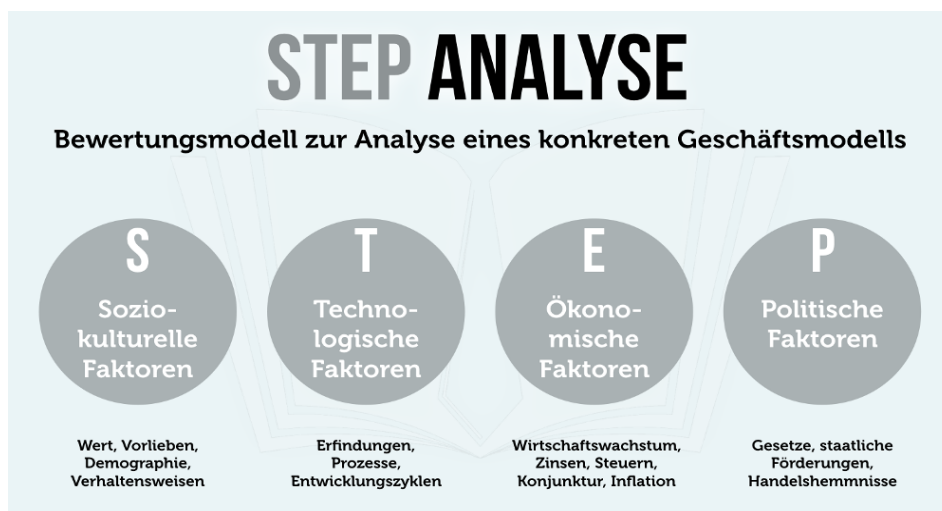 STEP ANALYSE
Bewertungsmodell zur Analyse eines konkreten Geschäftsmodells
S
Sozio-
kulturelle
Faktoren
Wert, Vorlieben,
Demographie,
Verhaltensweisen
T
Techno-
logische
Faktoren
Erfindungen,
Prozesse,
Entwicklungszyklen
E
Ökono-
mische
Faktoren
Wirtschaftswachstum,
Zinsen, Steuern,
Konjunktur, Inflation
P
Politische
Faktoren
Gesetze, staatliche
Förderungen,
Handelshemmnisse